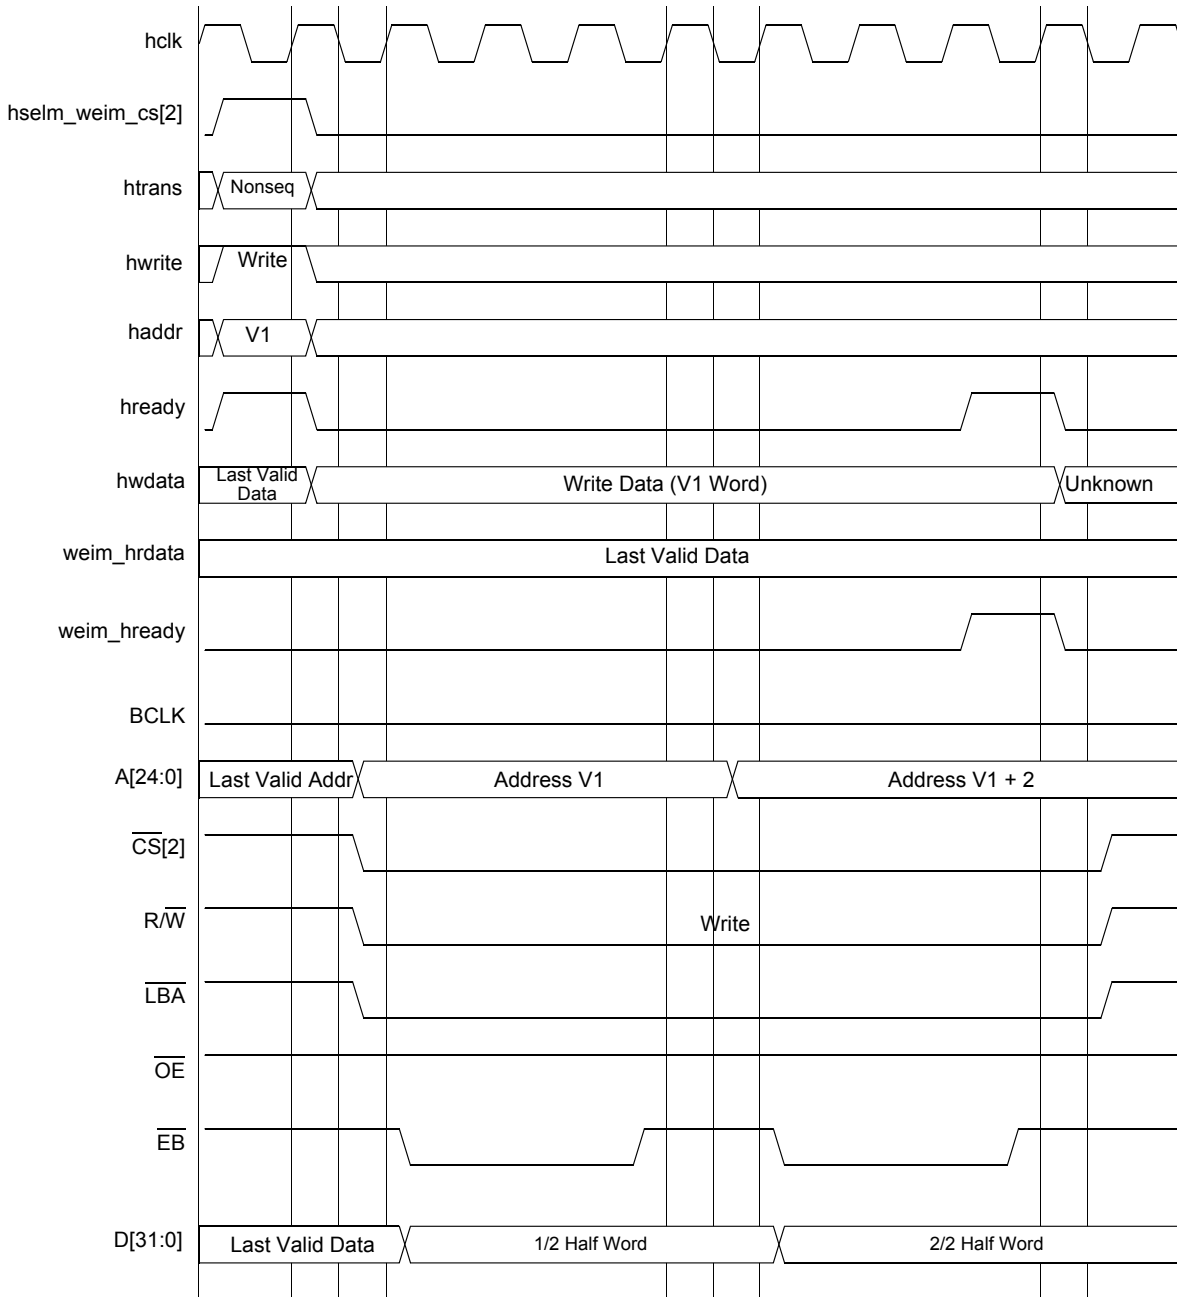 hclk
hselm_weim_cs[2]
htrans
Nonseq
hwrite
Write
haddr
V1
hready
hwdata
Last Valid
Data
Write Data (V1 Word)
Unknown
weim_hrdata
Last Valid Data
weim_hready
BCLK
A[24:0]
Last Valid Addr
Address V1
Address V1 + 2
CS[2]
R/W
Write
LBA
OE
EB
D[31:0]
Last Valid Data
1/2 Half Word
2/2 Half Word